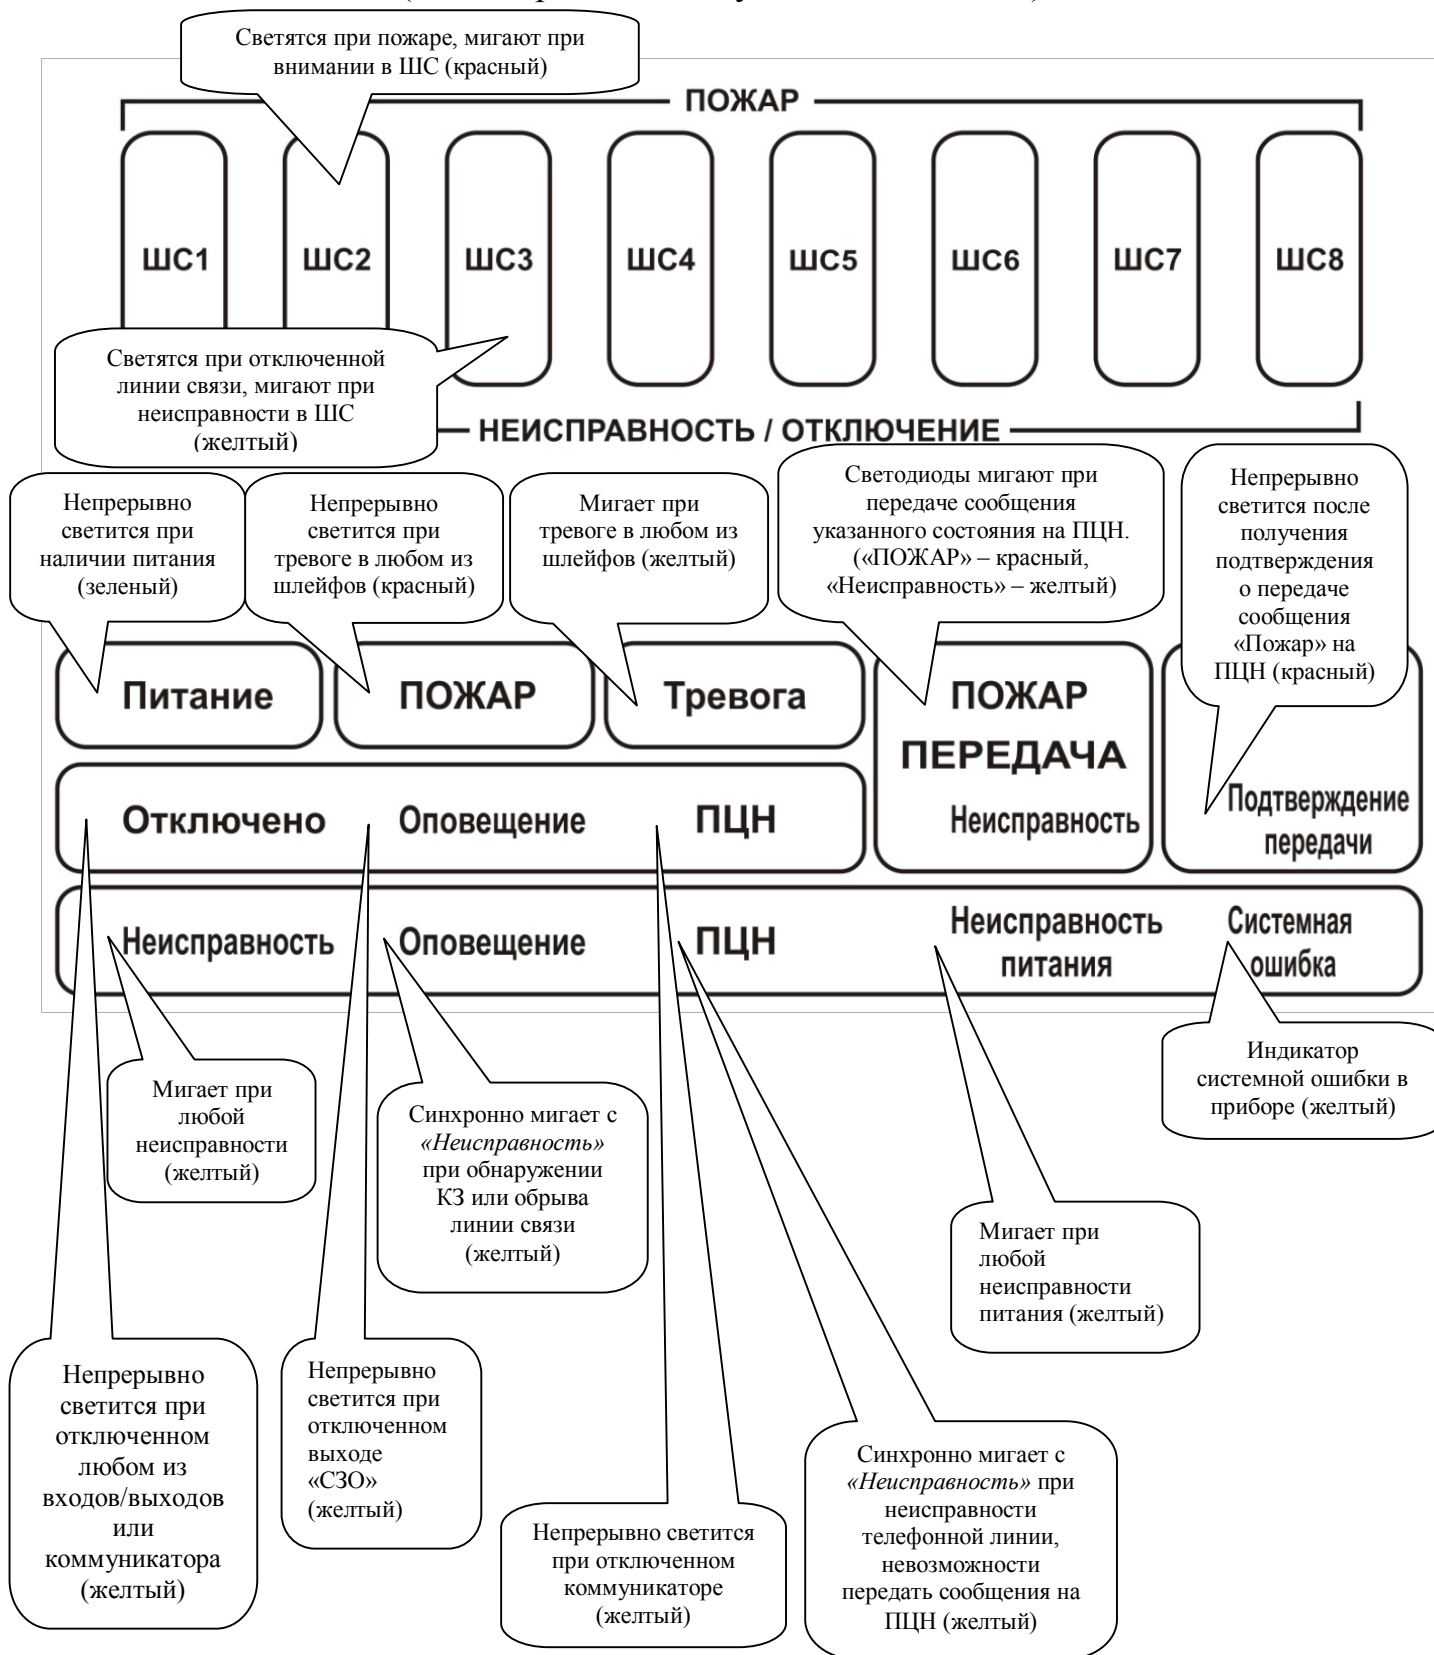 Светятся при пожаре, мигают при
внимании в ШС (красный)
ПОЖАР
ШС1
ШС2
ШС3
ШС4
ШС5
ШС6
ШС7
ШС8
Светятся при отключенной
линии связи, мигают при
неисправности в ШС
(желтый)
НЕИСПРАВНОСТЬ / ОТКЛЮЧЕНИЕ
Непрерывно
светится при
наличии питания
(зеленый)
Непрерывно
светится при
тревоге в любом из
шлейфов (красный)
Мигает при
тревоге в любом из
шлейфов (желтый)
Светодиоды мигают при
передаче сообщения
указанного состояния на ПЦН.
(«ПОЖАР» – красный,
«Неисправность» – желтый)
Непрерывно
светится после
получения
подтверждения
о передаче
сообщения
«Пожар» на
ПЦН (красный)
Питание
ПОЖАР
Тревога
ПОЖАР
ПЕРЕДАЧА
Неисправность
Подтверждение
передачи
Отключено
Оповещение
ПЦН
Неисправность
Оповещение
ПЦН
Неисправность
питания
Системная
ошибка
Мигает при
любой
неисправности
(желтый)
Синхронно мигает с
«Неисправность»
при обнаружении
КЗ или обрыва
линии связи
(желтый)
Индикатор
системной ошибки в
приборе (желтый)
Мигает при
любой
неисправности
питания (желтый)
Непрерывно
светится при
отключенном
любом из
входов/выходов
или
коммуникатора
(желтый)
Непрерывно
светится при
отключенном
выходе
«СЗО»
(желтый)
Непрерывно светится
при отключенном
коммуникаторе
(желтый)
Синхронно мигает с
«Неисправность» при
неисправности
телефонной линии,
невозможности
передать сообщения на
ПЦН (желтый)